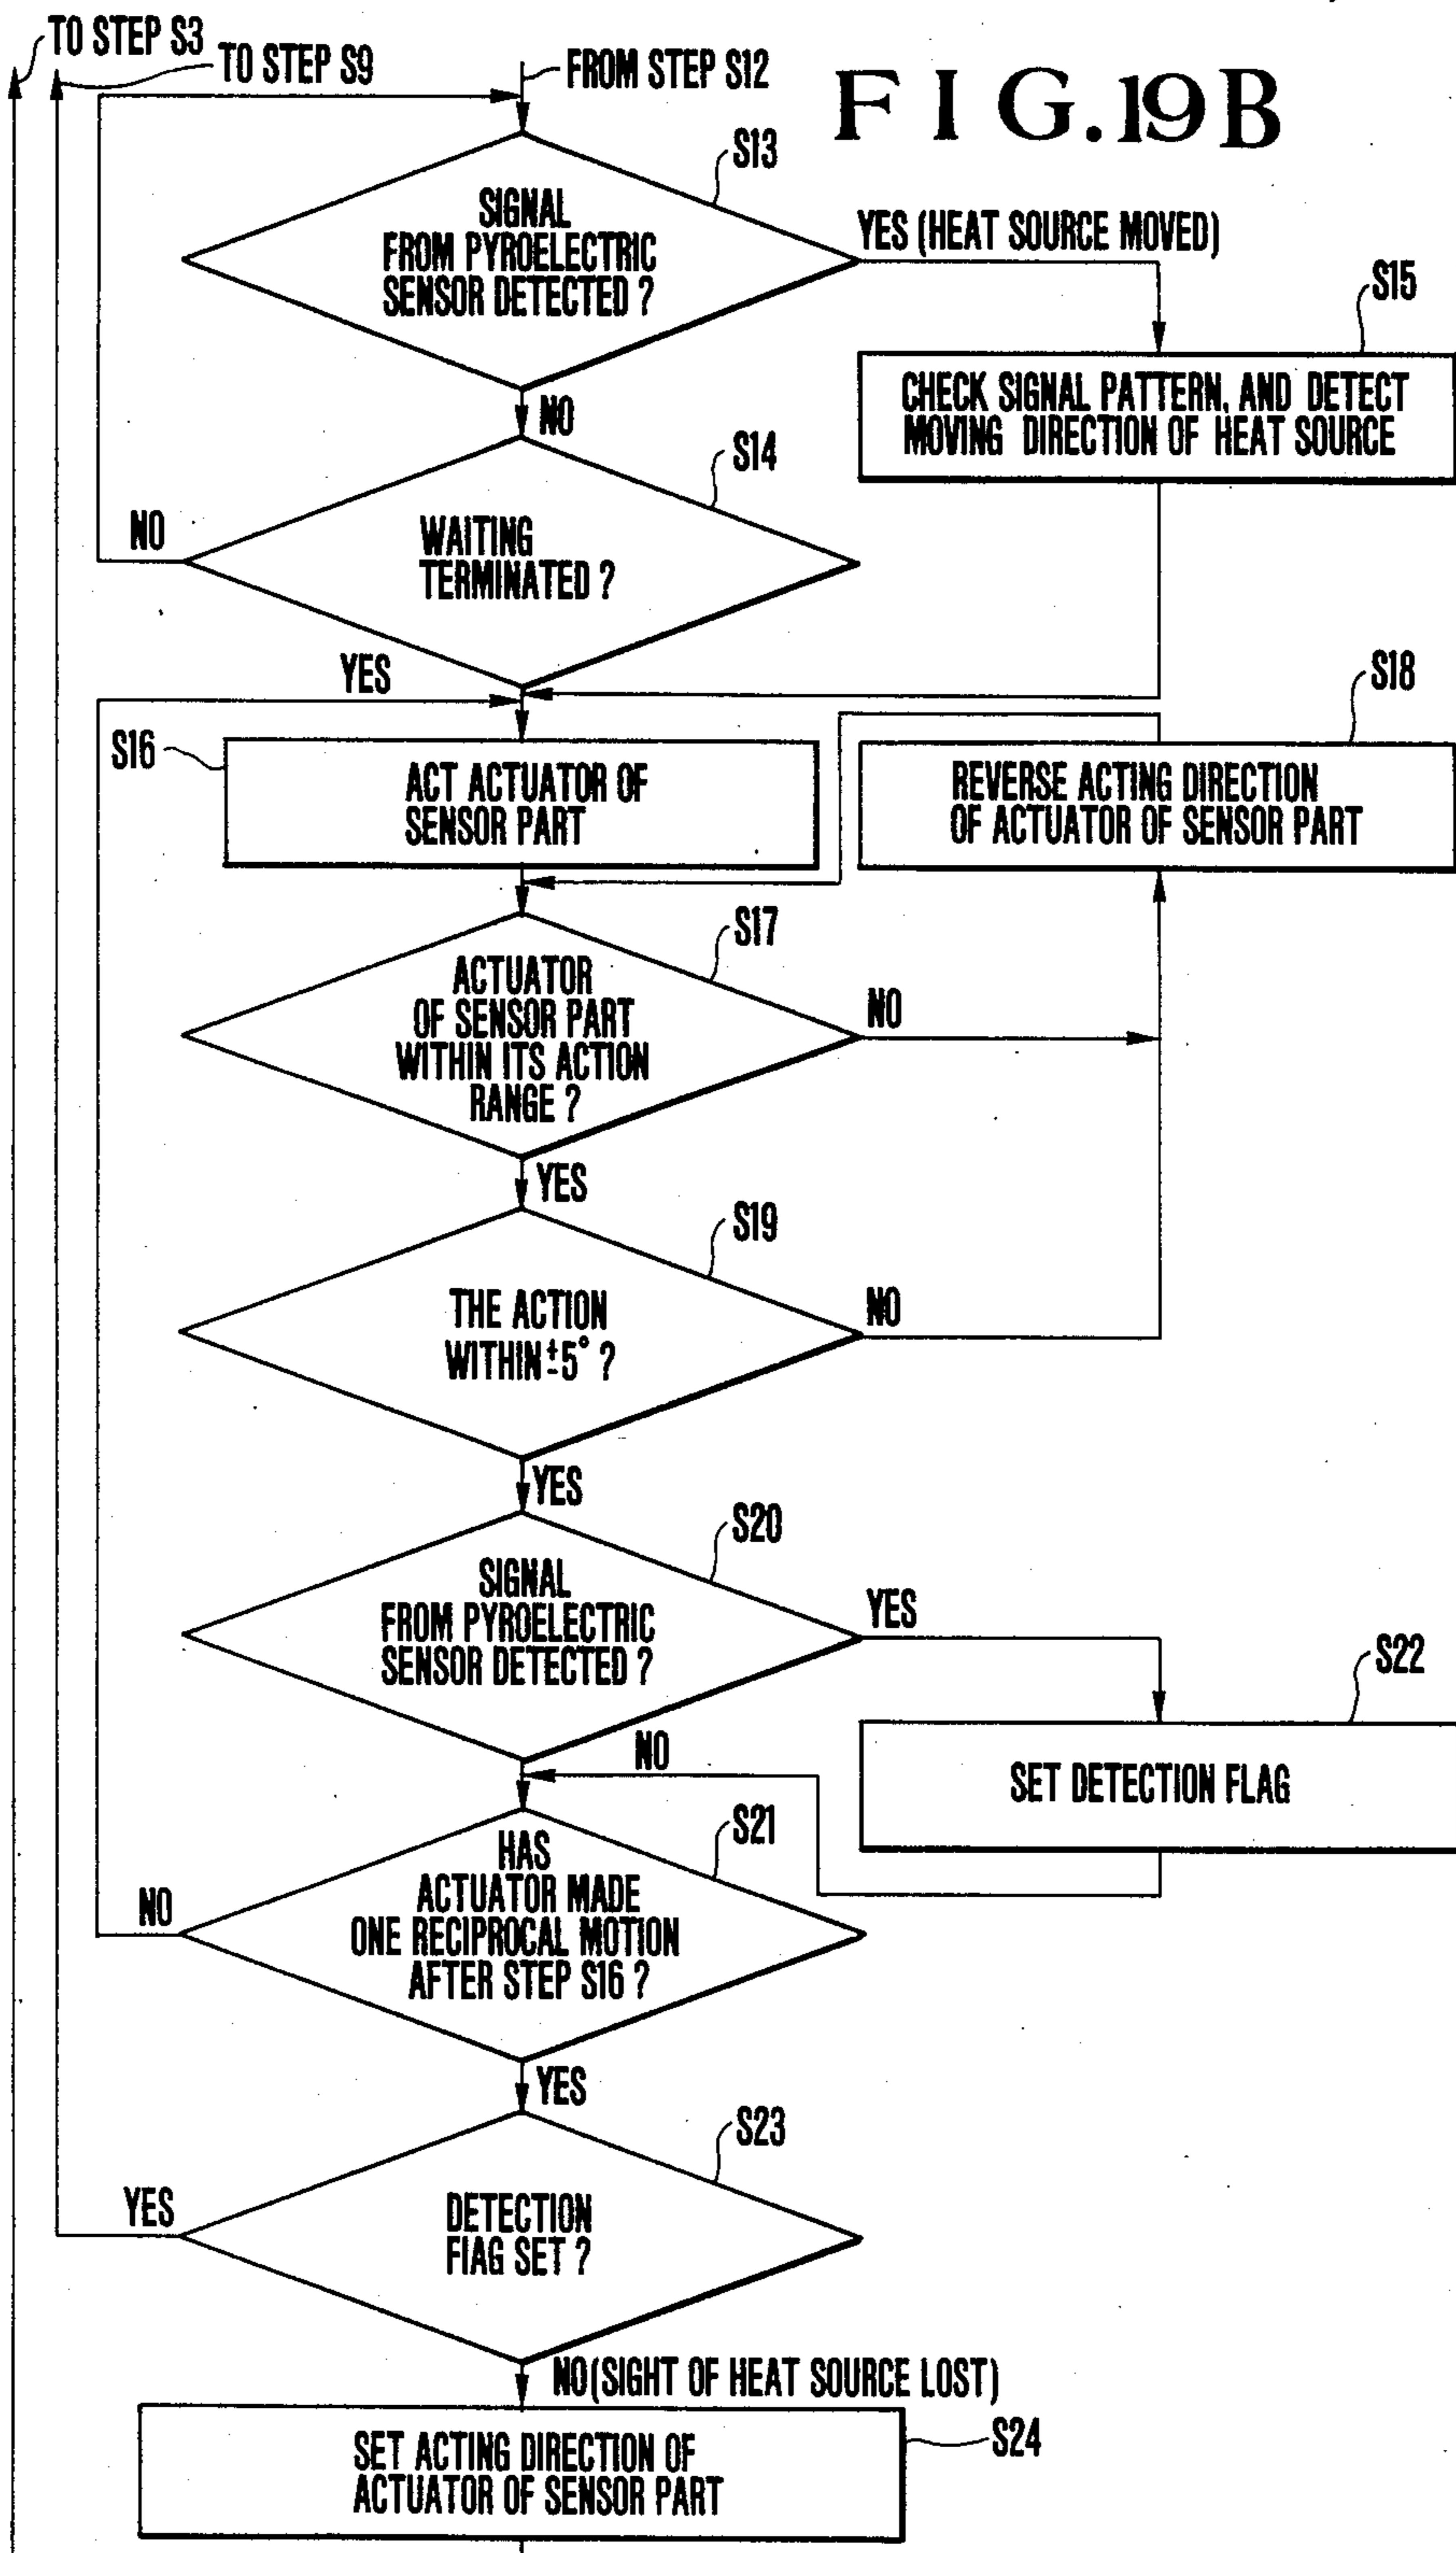 TO STEP S3
TO STEP S9
FROM STEP S12
FIG.19B
S13
SIGNAL
FROM PYROELECTRIC
SENSOR DETECTED ?
YES (HEAT SOURCE MOVED)
S15
CHECK SIGNAL PATTERN, AND DETECT
MOVING DIRECTION OF HEAT SOURCE
NO
S14
WAITING
TERMINATED ?
NO
YES
S16
ACT ACTUATOR OF
SENSOR PART
S18
REVERSE ACTING DIRECTION
OF ACTUATOR OF SENSOR PART
S17
ACTUATOR
OF SENSOR PART
WITHIN ITS ACTION
RANGE ?
NO
YES
S19
THE ACTION
WITHIN ±5° ?
NO
YES
S20
SIGNAL
FROM PYROELECTRIC
SENSOR DETECTED ?
YES
S22
SET DETECTION FLAG
NO
S21
HAS
ACTUATOR MADE
ONE RECIPROCAL MOTION
AFTER STEP S16 ?
NO
YES
S23
DETECTION
FIAG SET ?
YES
NO(SIGHT OF HEAT SOURCE LOST)
S24
SET ACTING DIRECTION OF
ACTUATOR OF SENSOR PART